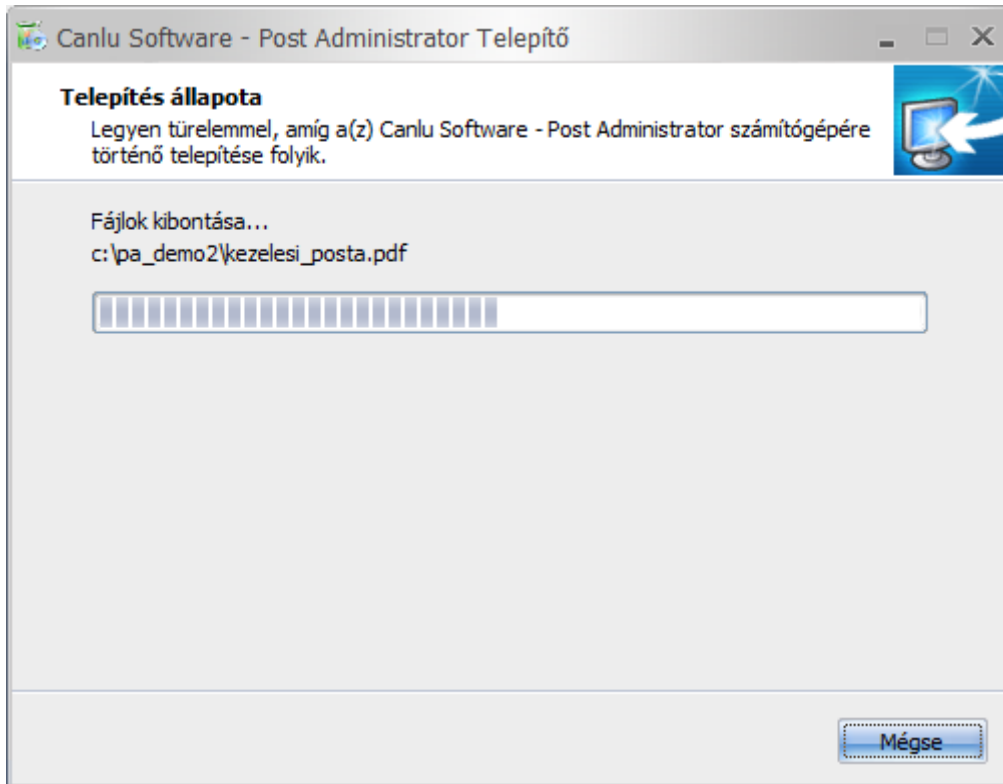 Canlu Software - Post Administrator Telepítő
Telepítés állapota
Legyen türelemmel, amíg a(z) Canlu Software - Post Administrator számítógépére
történő telepítése folyik.
Fájlok kibontása...
c:\pa_demo2\kezelesi_posta.pdf
Mégse